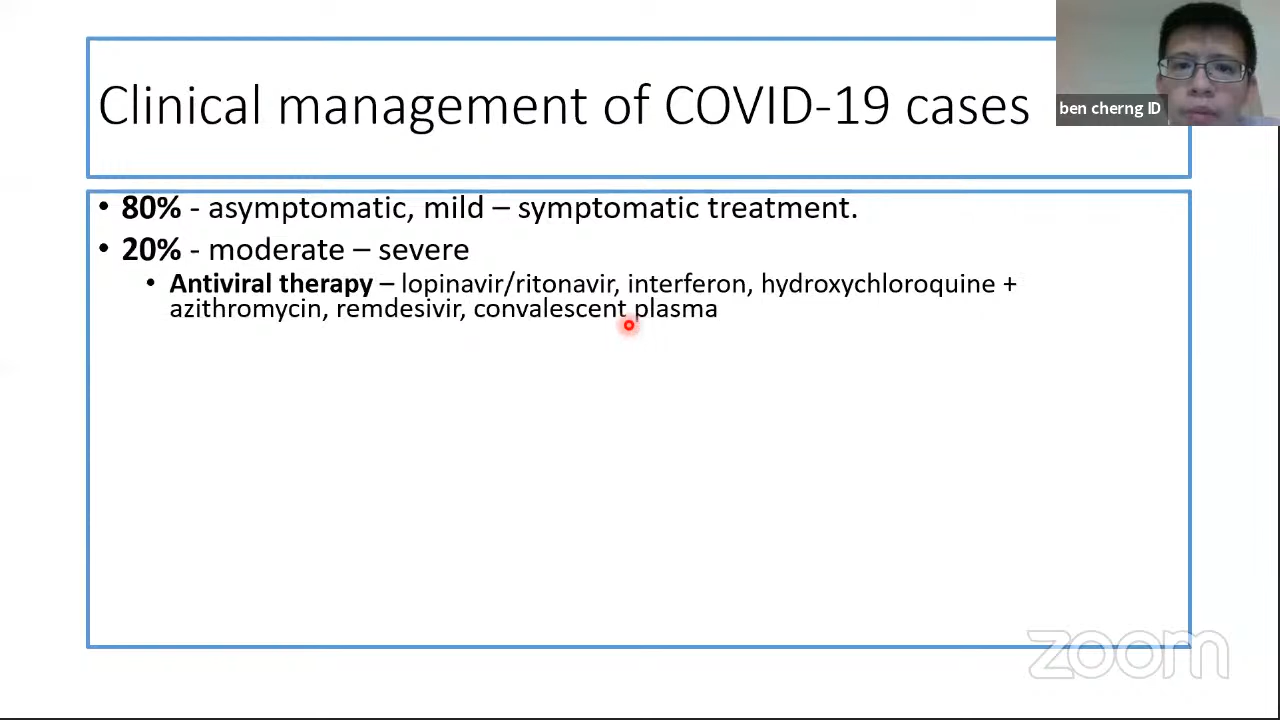 Clinical management of COVID-19 cases
ben cherng ID
• 80% - asymptomatic, mild – symptomatic treatment.
• 20% - moderate – severe
• Antiviral therapy – lopinavir/ritonavir, interferon, hydroxychloroquine +
azithromycin, remdesivir, convalescent plasma
zoom